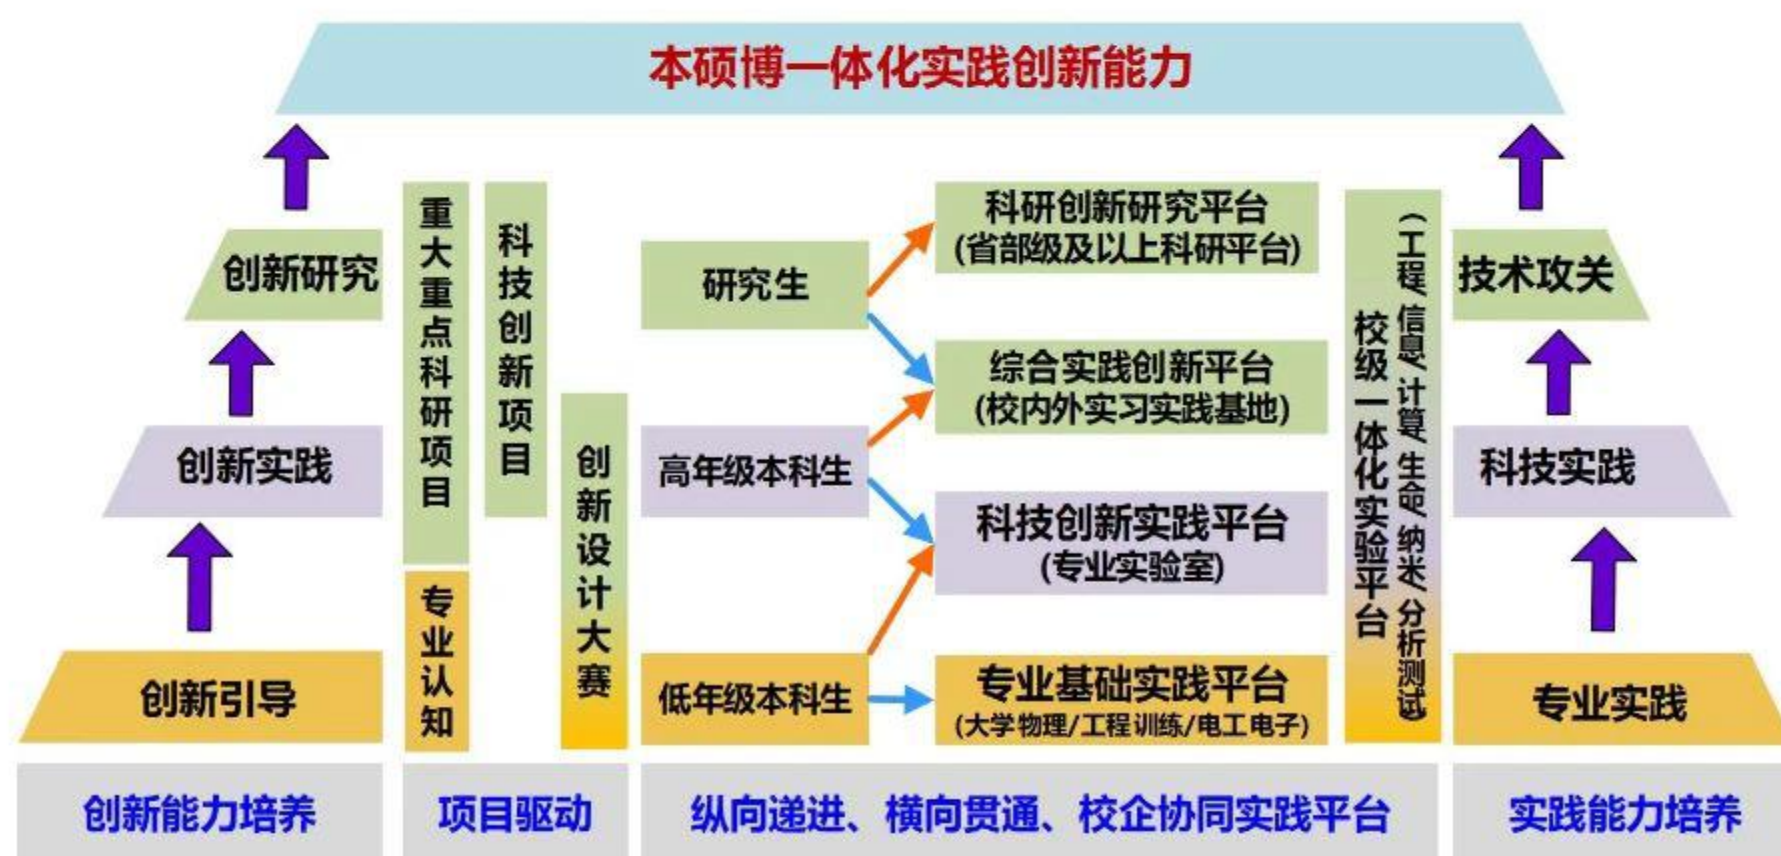 本硕博一体化实践创新能力
创新研究
创新实践
创新引导
创新能力培养
重大重点科研项目
专业认知
科技创新项目
创新设计大赛
项目驱动
研究生
高年级本科生
低年级本科生
科研创新研究平台
(省部级及以上科研平台)
综合实践创新平台
(校内外实习实践基地)
科技创新实践平台
(专业实验室)
专业基础实践平台
(大学物理/工程训练/电工电子)
校级一体化实验平台
(工程/信息/计算/生命/纳米/分析测试)
纵向递进、横向贯通、校企协同实践平台
技术攻关
科技实践
专业实践
实践能力培养